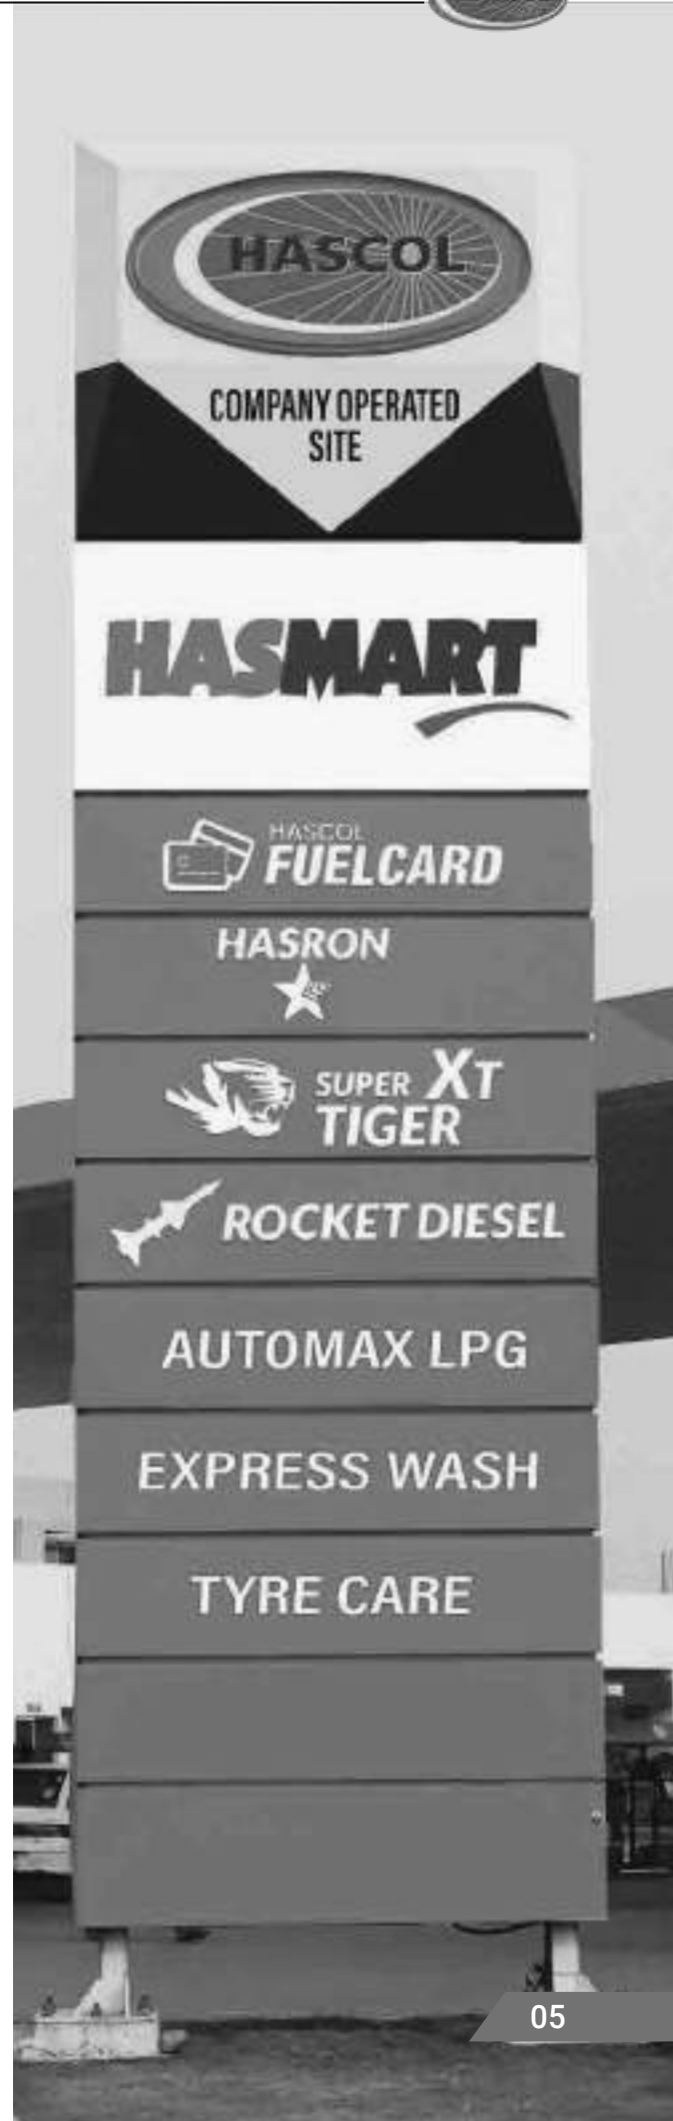 HASCOL
COMPANY OPERATED
SITE
HASMART
HASCOL
FUELCARD
HASRON
SUPER XT
TIGER
ROCKET DIESEL
AUTOMAX LPG
EXPRESS WASH
TYRE CARE
05